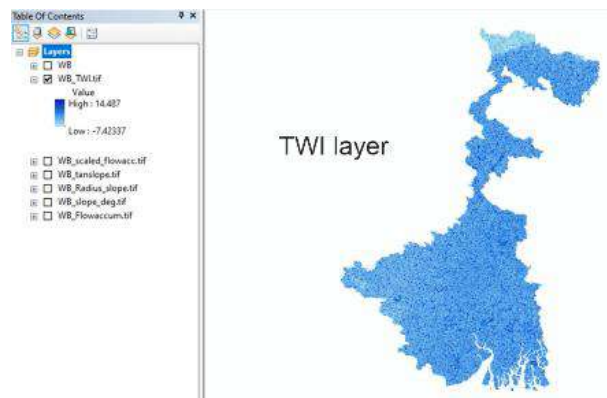 Table Of Contents
Layers
WB
WB_TWI.tif
Value
High : 14.487
Low : -7.42337
WB_scaled_flowacc.tif
WB_tanslope.tif
WB_Radius_slope.tif
WB_slope_deg.tif
WB_Flowaccum.tif
TWI layer